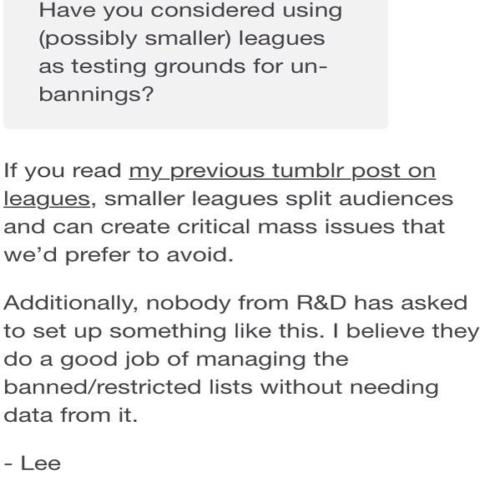 Have you considered using
(possibly smaller) leagues
as testing grounds for un-
bannings?
If you read my previous tumblr post on
leagues, smaller leagues split audiences
and can create critical mass issues that
we'd prefer to avoid.
Additionally, nobody from R&D has asked
to set up something like this. I believe they
do a good job of managing the
banned/restricted lists without needing
data from it.
- Lee